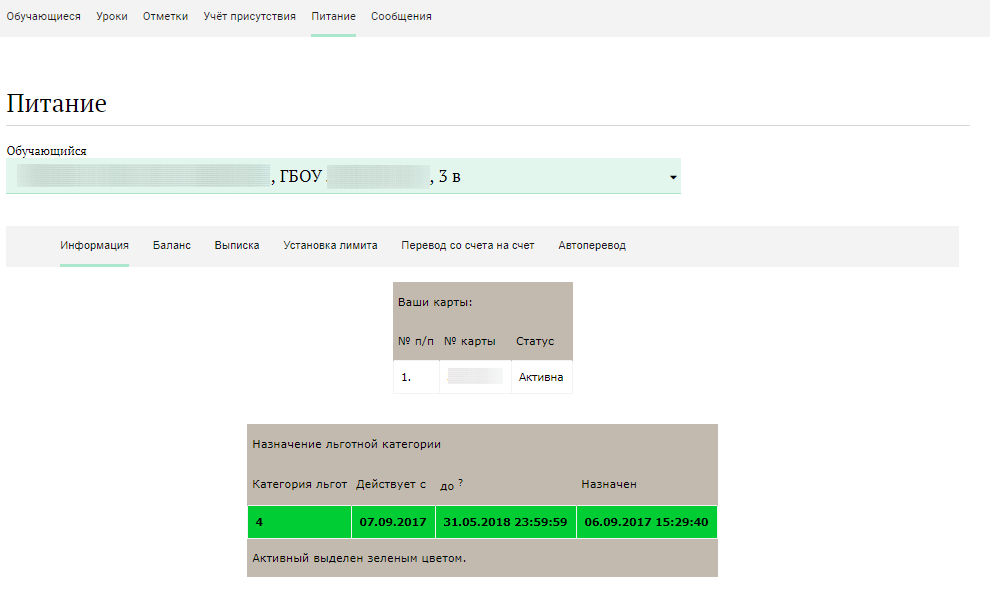 Обучающиеся Уроки Отметки Учёт присутствия Питание Сообщения
Питание
Обучающийся
, ГБОУ , 3 в
Информация Баланс Выписка Установка лимита Перевод со счета на счет Автоперевод
Ваши карты:
№ п/п № карты Статус
1. Активна
Назначение льготной категории
Категория льгот Действует с до ? Назначен
4 07.09.2017 31.05.2018 23:59:59 06.09.2017 15:29:40
Активный выделен зеленым цветом.